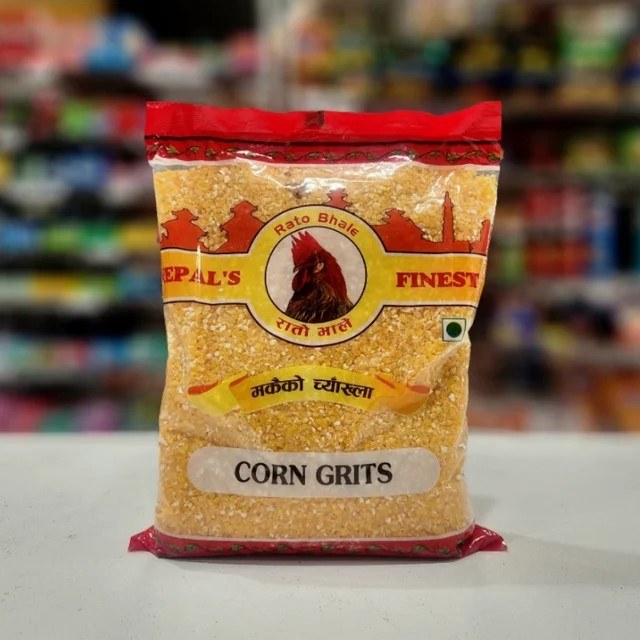 Rato Bhale
EPAL'S FINEST
रातो भाले
मकैको च्याँख्ला
CORN GRITS